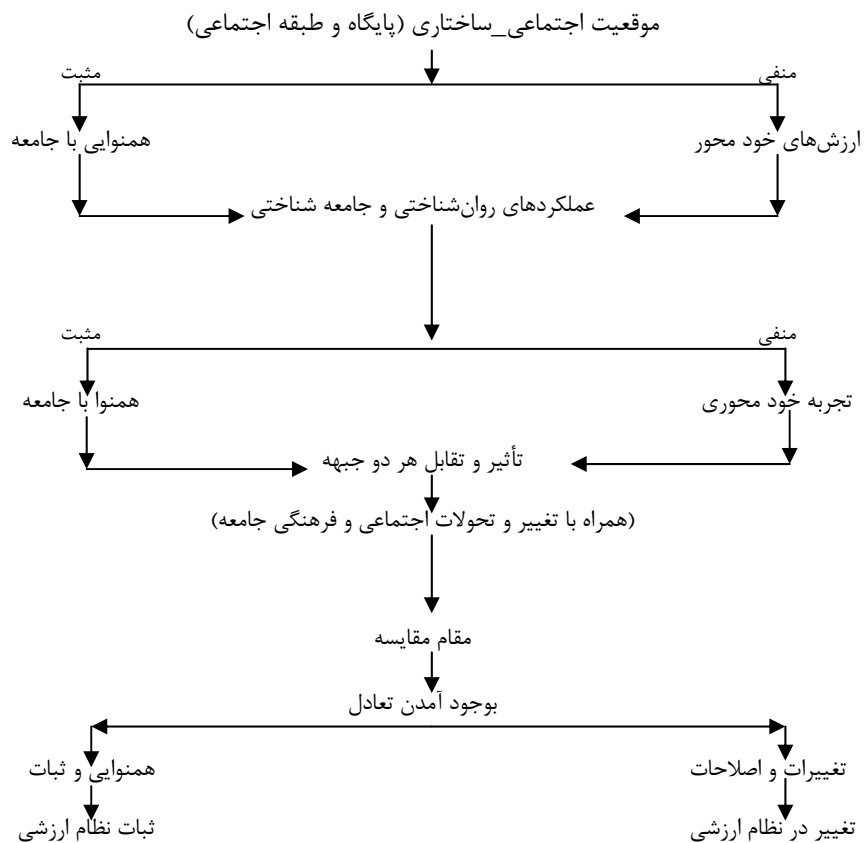 موقعیت اجتماعی_ساختاری (پایگاه و طبقه اجتماعی)
منفی
مثبت
ارزش‌های خود محور
همنوایی با جامعه
عملکردهای روان‌شناختی و جامعه شناختی
منفی
مثبت
تجربه خود محوری
همنوا با جامعه
تأثیر و تقابل هر دو جبهه
(همراه با تغییر و تحولات اجتماعی و فرهنگی جامعه)
مقام مقایسه
بوجود آمدن تعادل
تغییرات و اصلاحات
همنوایی و ثبات
تغییر در نظام ارزشی
ثبات نظام ارزشی